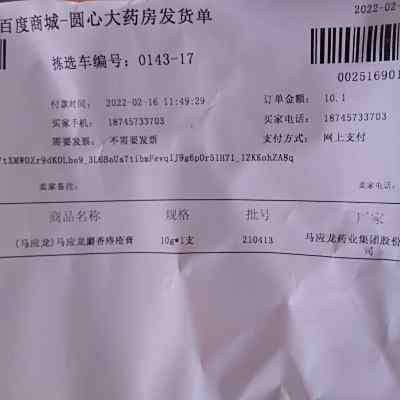 百度商城-圆心大药房发货单
2022-02-
拣选车编号: 0143-17
002516901
付款时间: 2022-02-16 11:49:29
订单金额: 10.1
买家手机: 18745733703
买家电话: 18745733703
需要发票: 不需要发票
支付方式: 网上支付
卖家备注:
卖家电话:
商品名称 规格 批号 厂家
(马应龙)马应龙麝香痔疮膏 10g*1支 210413 马应龙药业集团股份
司